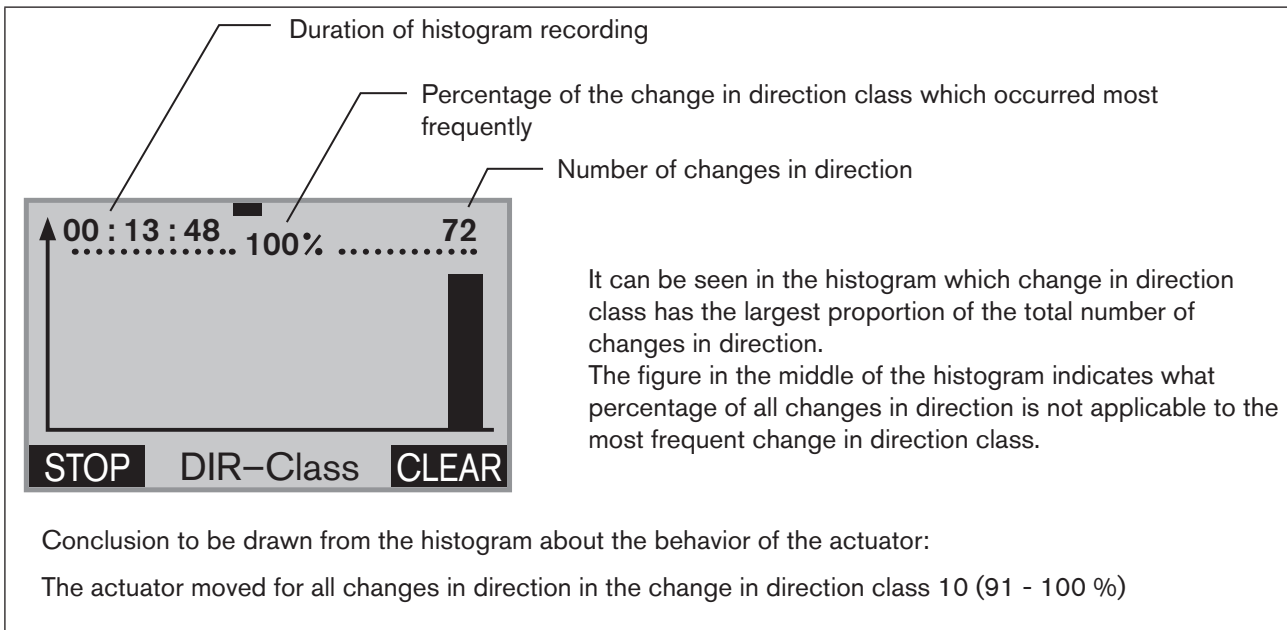 Duration of histogram recording
Percentage of the change in direction class which occurred most
frequently
Number of changes in direction
00 : 13 : 48 100% 72
It can be seen in the histogram which change in direction
class has the largest proportion of the total number of
changes in direction.
The figure in the middle of the histogram indicates what
percentage of all changes in direction is not applicable to the
most frequent change in direction class.
STOP DIR–Class CLEAR
Conclusion to be drawn from the histogram about the behavior of the actuator:
The actuator moved for all changes in direction in the change in direction class 10 (91 - 100 %)